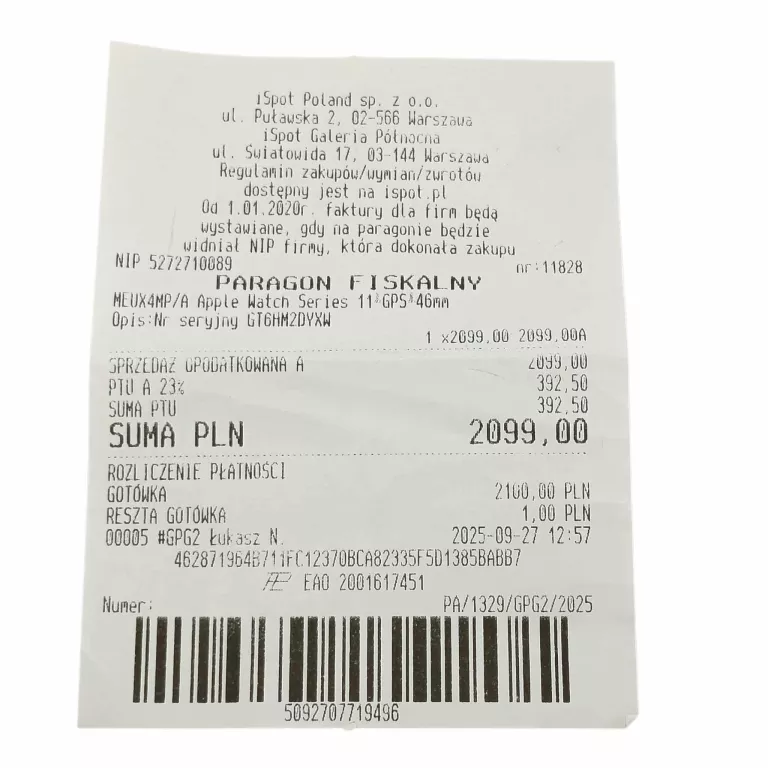 iSpot Poland sp. z o.o.
ul. Puławska 2, 02-566 Warszawa
iSpot Galeria Północna
ul. Światowida 17, 03-144 Warszawa
Regulamin zakupów/wymian/zwrotów
dostępny jest na ispot.pl
Od 1.01.2020r. faktury dla firm będą
wystawiane, gdy na paragonie będzie
widniał NIP firmy, która dokonała zakupu
NIP 5272710089 nr:11828
PARAGON FISKALNY
MEUX4MP/A Apple Watch Series 11 GPS 46mm
Opis:Nr seryjny GT6HM2DYXW
1 x2099,00 2099,00A
SPRZEDAŻ OPODATKOWANA A 2099,00
PTU A 23% 392,50
SUMA PTU 392,50
SUMA PLN 2099,00
ROZLICZENIE PŁATNOŚCI
GOTÓWKA 2100,00 PLN
RESZTA GOTÓWKA 1,00 PLN
00005 #GPG2 Łukasz N. 2025-09-27 12:57
462871964B711FC12370BCA82335F5D1385BABB7
EAO 2001617451
Numer: PA/1329/GPG2/2025
5092707719496